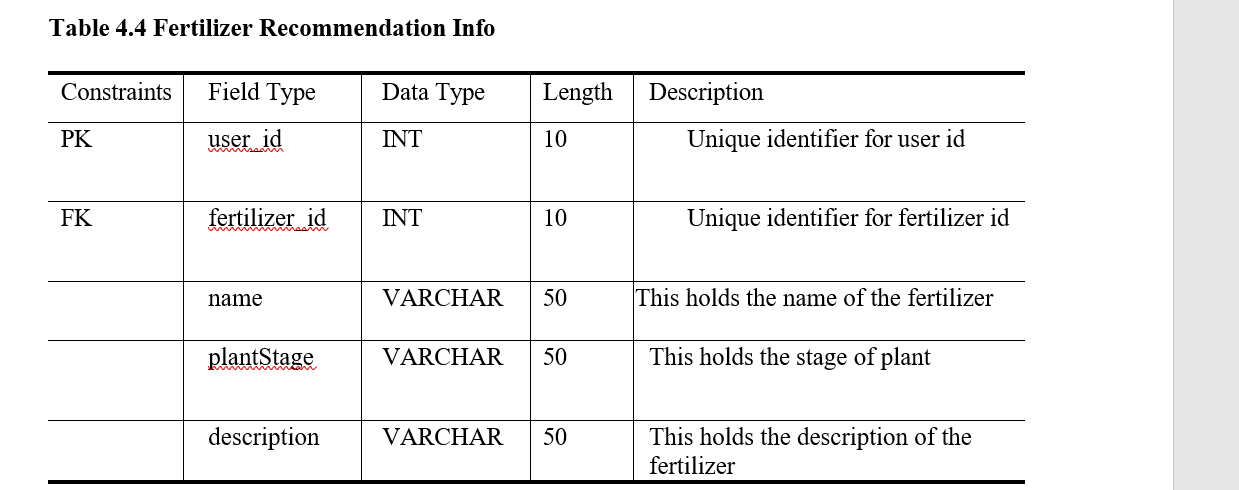 Table 4.4 Fertilizer Recommendation Info
Constraints Field Type Data Type Length Description
PK user_id INT 10 Unique identifier for user id
FK fertilizer_id INT 10 Unique identifier for fertilizer id
name VARCHAR 50 This holds the name of the fertilizer
plantStage VARCHAR 50 This holds the stage of plant
description VARCHAR 50 This holds the description of the
fertilizer